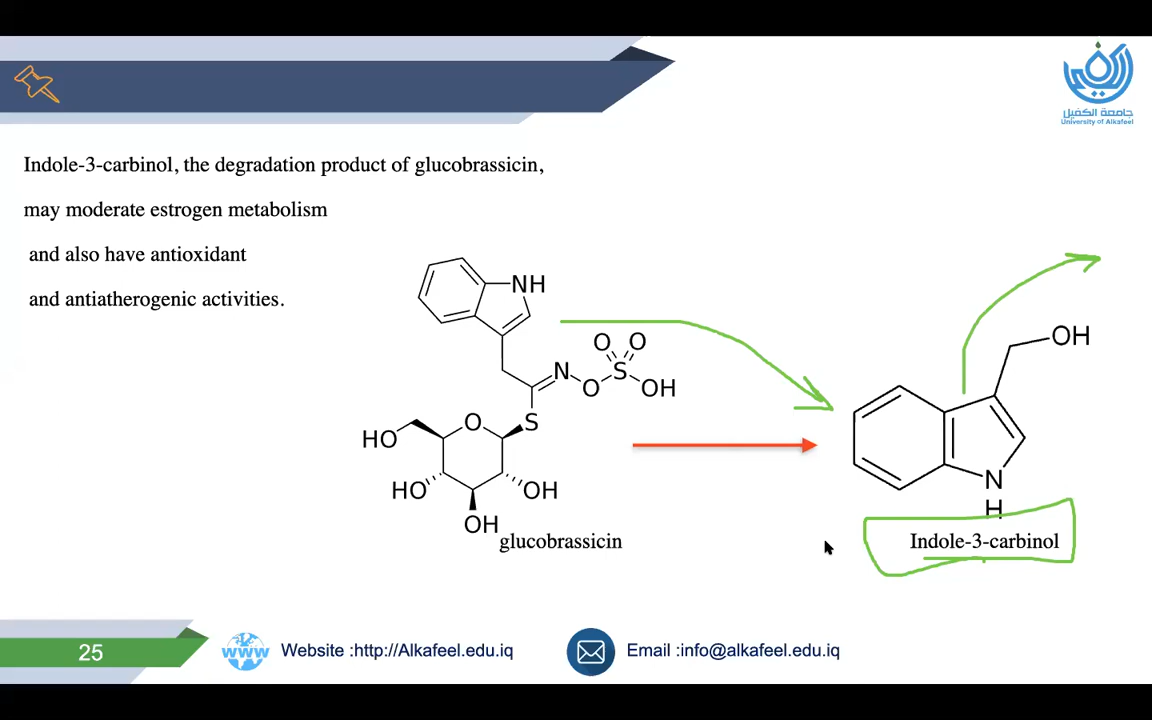 جامعة الكفيل
University of Alkafeel
Indole-3-carbinol, the degradation product of glucobrassicin,
may moderate estrogen metabolism
and also have antioxidant
and antiatherogenic activities.
NH
O O
N O S OH
S
HO O
HO OH
OH
glucobrassicin
OH
N
H
Indole-3-carbinol
25
www
Website :http://Alkafeel.edu.iq
Email :info@alkafeel.edu.iq